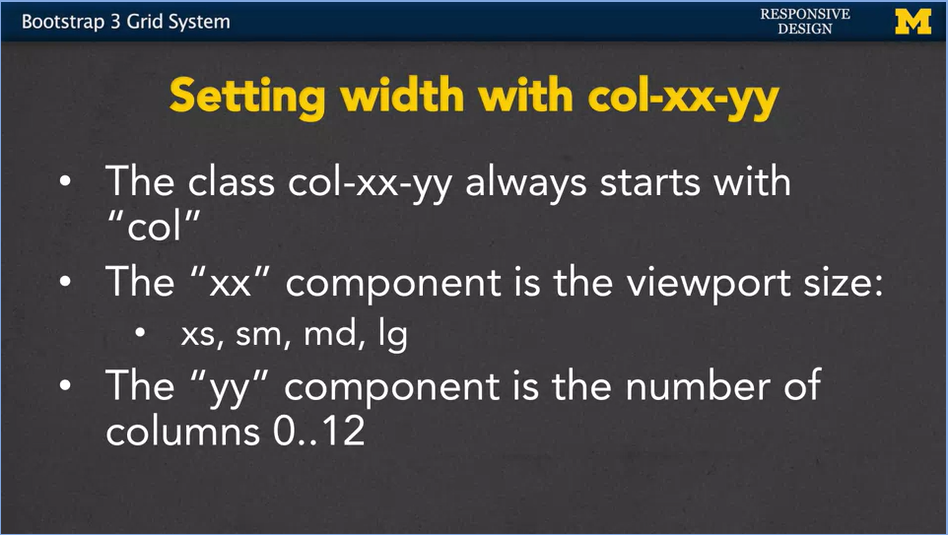 Bootstrap 3 Grid System
RESPONSIVE
DESIGN
M
Setting width with col-xx-yy
• The class col-xx-yy always starts with
“col”
• The “xx” component is the viewport size:
• xs, sm, md, lg
• The “yy” component is the number of
columns 0..12